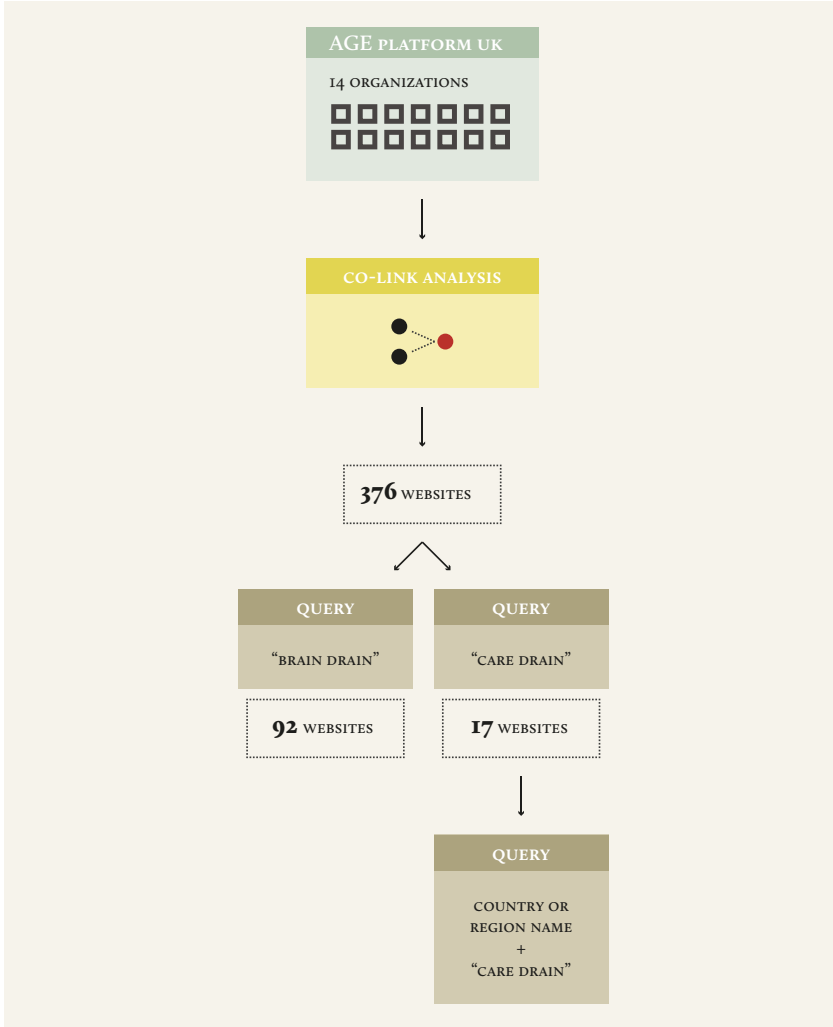 AGE PLATFORM UK
14 ORGANIZATIONS
CO-LINK ANALYSIS
376 WEBSITES
QUERY
"BRAIN DRAIN"
92 WEBSITES
QUERY
"CARE DRAIN"
17 WEBSITES
QUERY
COUNTRY OR
REGION NAME
+
"CARE DRAIN"